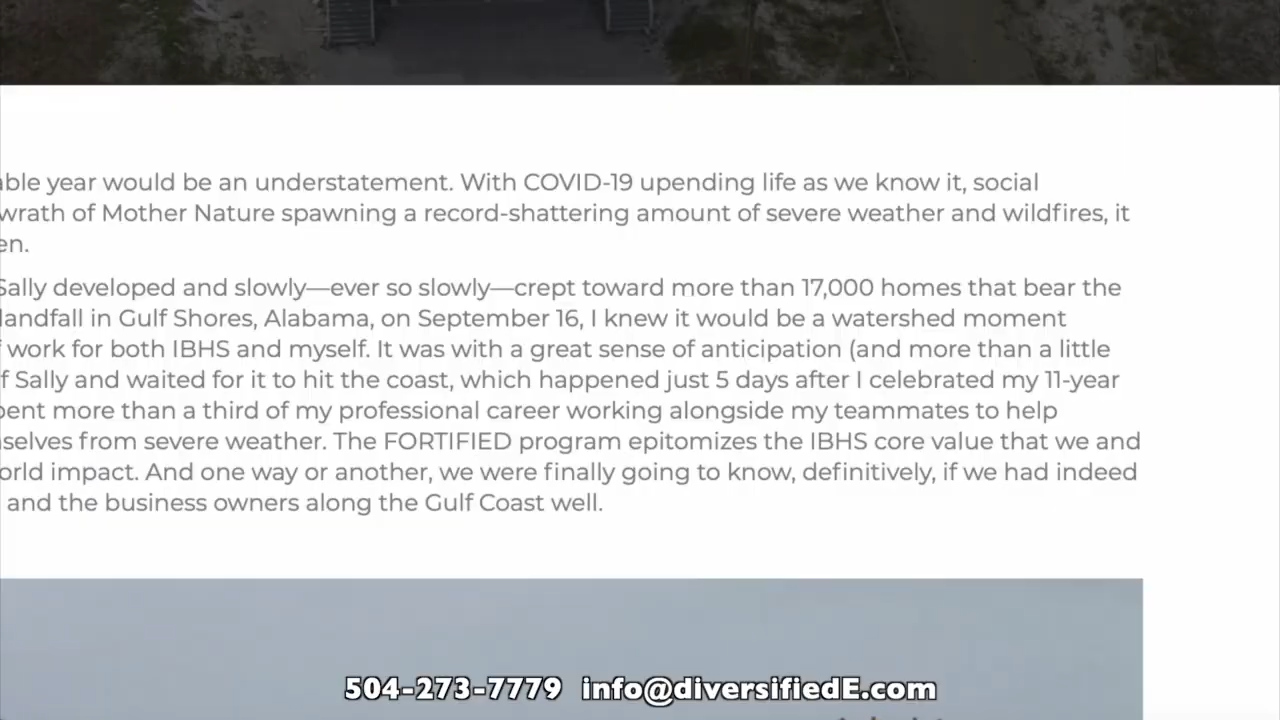 able year would be an understatement. With COVID-19 upending life as we know it, social
wrath of Mother Nature spawning a record-shattering amount of severe weather and wildfires, it
en.
Sally developed and slowly—ever so slowly—crept toward more than 17,000 homes that bear the
landfall in Gulf Shores, Alabama, on September 16, I knew it would be a watershed moment
work for both IBHS and myself. It was with a great sense of anticipation (and more than a little
f Sally and waited for it to hit the coast, which happened just 5 days after I celebrated my 11-year
pent more than a third of my professional career working alongside my teammates to help
selves from severe weather. The FORTIFIED program epitomizes the IBHS core value that we and
orld impact. And one way or another, we were finally going to know, definitively, if we had indeed
and the business owners along the Gulf Coast well.
504-273-7779 info@diversifiedE.com